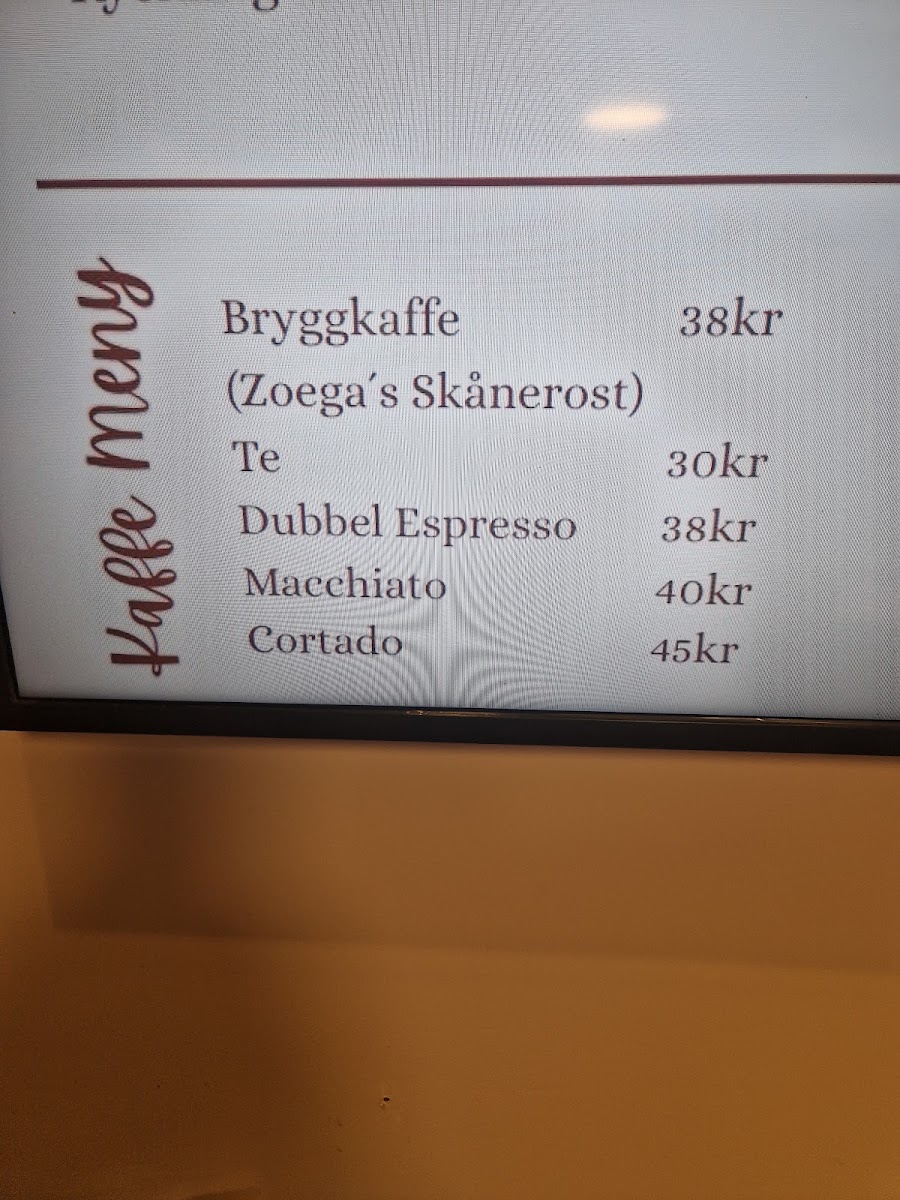 Kaffe Meny
Bryggkaffe 38kr
(Zoega´s Skånerost)
Te 30kr
Dubbel Espresso 38kr
Macchiato 40kr
Cortado 45kr